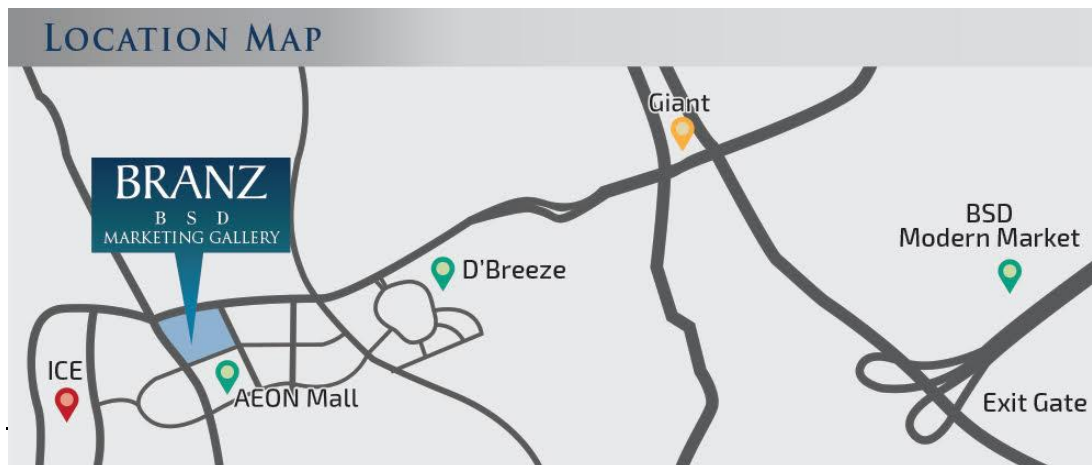 LOCATION MAP
Giant
BRANZ
B S D
MARKETING GALLERY
BSD
Modern Market
D'Breeze
ICE
AEON Mall
Exit Gate